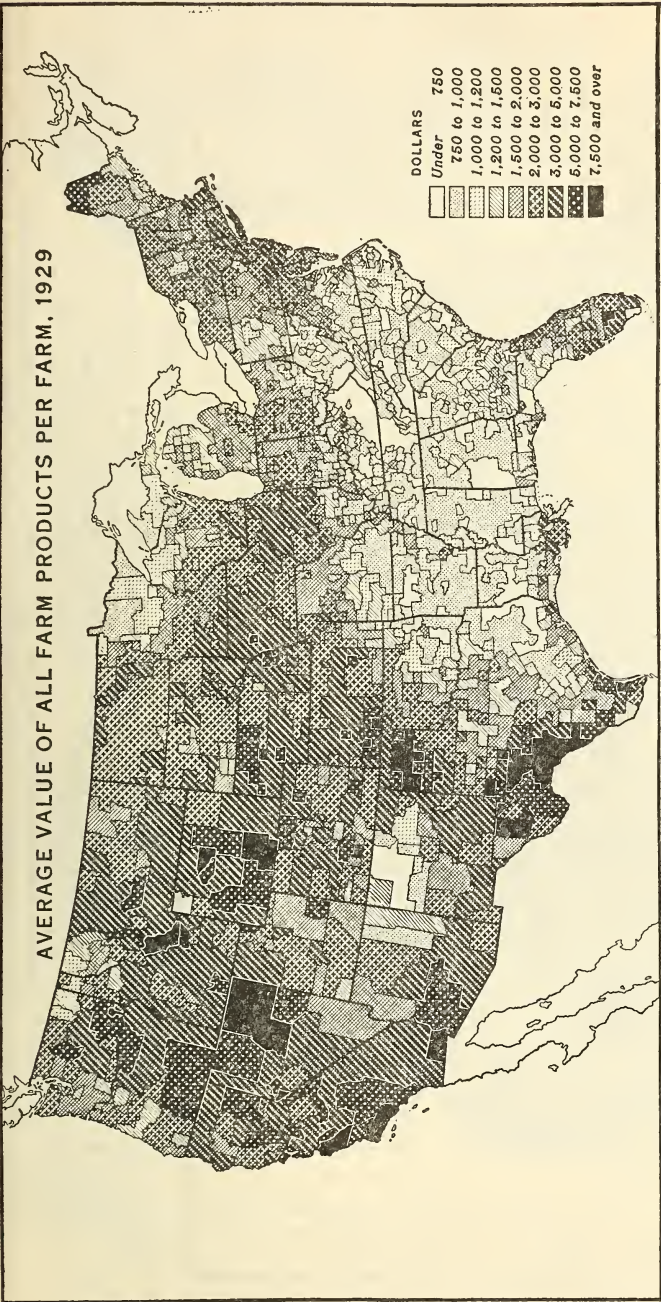 AVERAGE VALUE OF ALL FARM PRODUCTS PER FARM, 1929
DOLLARS
Under 750
750 to 1,000
1,000 to 1,200
1,200 to 1,500
1,500 to 2,000
2,000 to 3,000
3,000 to 5,000
5,000 to 7,500
7,500 and over